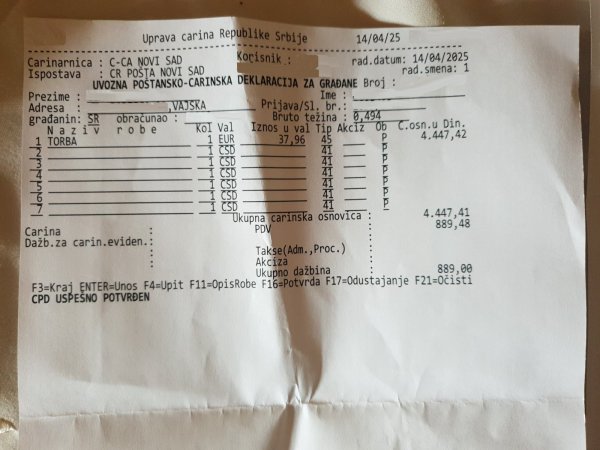 Uprava carina Republike Srbije 14/04/25
Carinarnica : C-CA NOVI SAD Korisnik : rad.datum: 14/04/2025
Ispostava : CR POŠTA NOVI SAD rad.smena: 1
UVOZNA POŠTANSKO-CARINSKA DEKLARACIJA ZA GRAĐANE Broj :
Prezime : Ime :
Adresa : ,VAJSKA Prijava/Sl. br.:
građanin: SR obračunao : Bruto težina : 0,494
N a z i v r o b e Kol Val Iznos u val Tip Akciz Ob C.osn.u Din.
1 TORBA 1 EUR 37,96 45 P 4.447,42
2 1 CSD 41 P
3 1 CSD 41 P
4 1 CSD 41 P
5 1 CSD 41 P
6 1 CSD 41 P
7 1 CSD 41 P
Ukupna carinska osnovica : 4.447,41
Carina : PDV : 889,48
Dažb.za carin.eviden.:
: Takse(Adm.,Proc.) :
: Akciza :
: Ukupno dažbina : 889,00
F3=Kraj ENTER=Unos F4=Upit F11=OpisRobe F16=Potvrda F17=Odustajanje F21=Očisti
CPD USPEŠNO POTVRĐEN